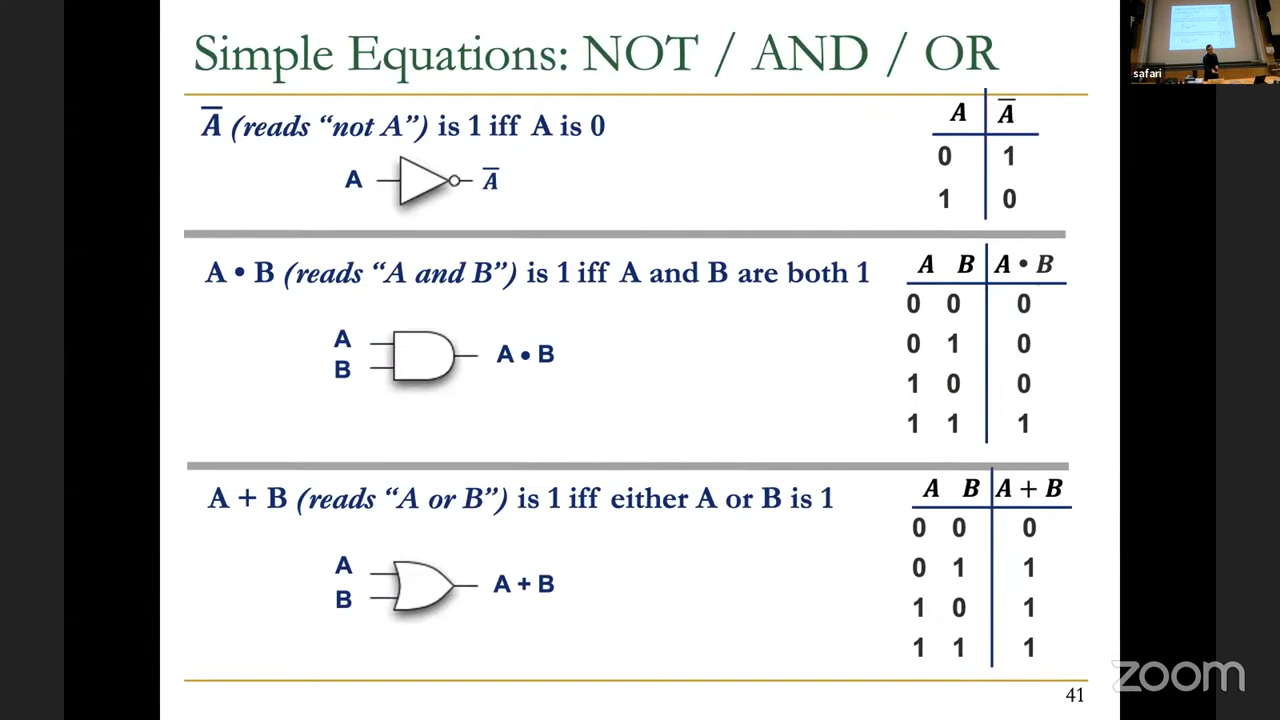 Simple Equations: NOT / AND / OR
safari
A̅ (reads “not A”) is 1 iff A is 0
A A̅
A A̅
0 1
1 0
A • B (reads “A and B”) is 1 iff A and B are both 1
A
B
A • B
A B A • B
0 0 0
0 1 0
1 0 0
1 1 1
A + B (reads “A or B”) is 1 iff either A or B is 1
A
B
A + B
A B A + B
0 0 0
0 1 1
1 0 1
1 1 1
41
zoom